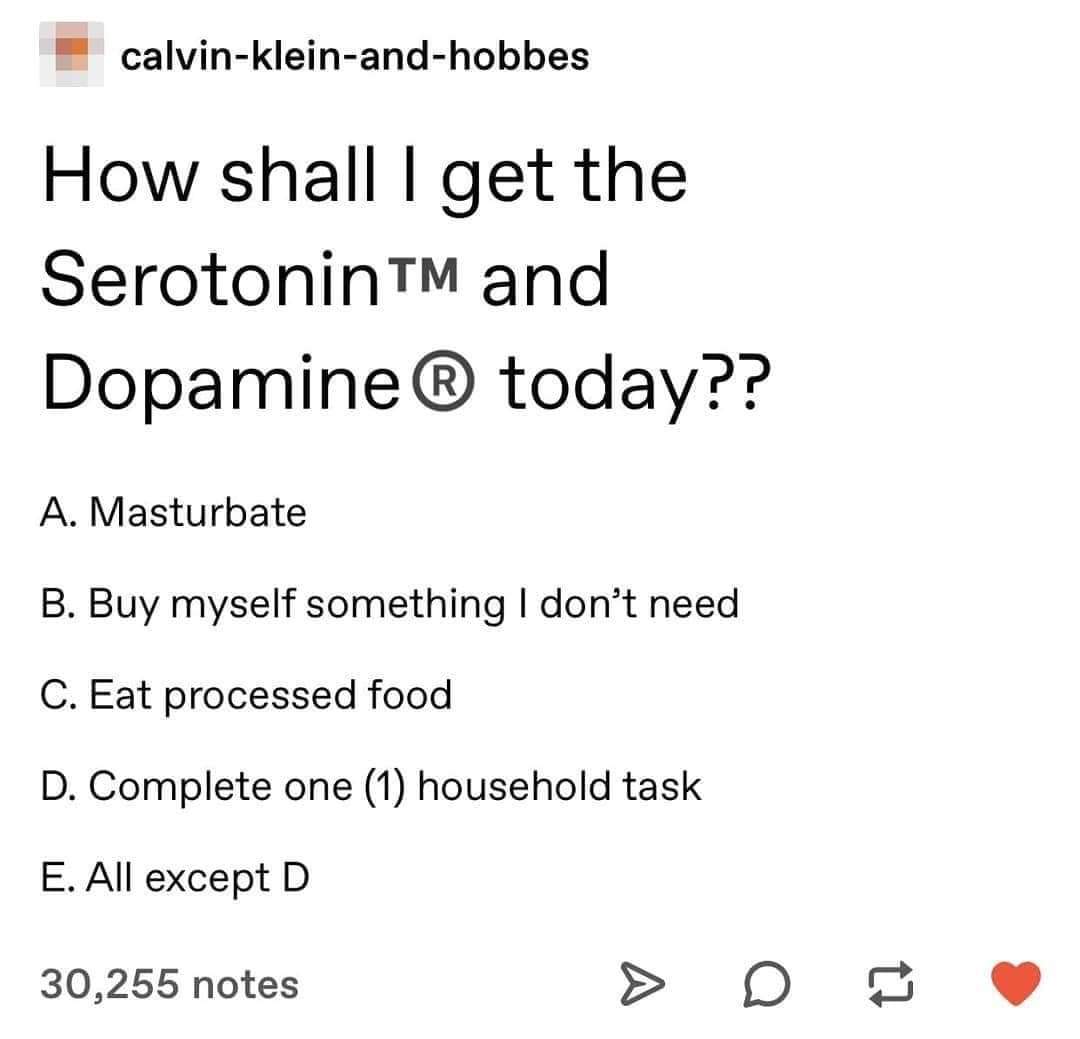 calvin-klein-and-hobbes
How shall I get the
Serotonin™ and
Dopamine® today??
A. Masturbate
B. Buy myself something I don’t need
C. Eat processed food
D. Complete one (1) household task
E. All except D
30,255 notes